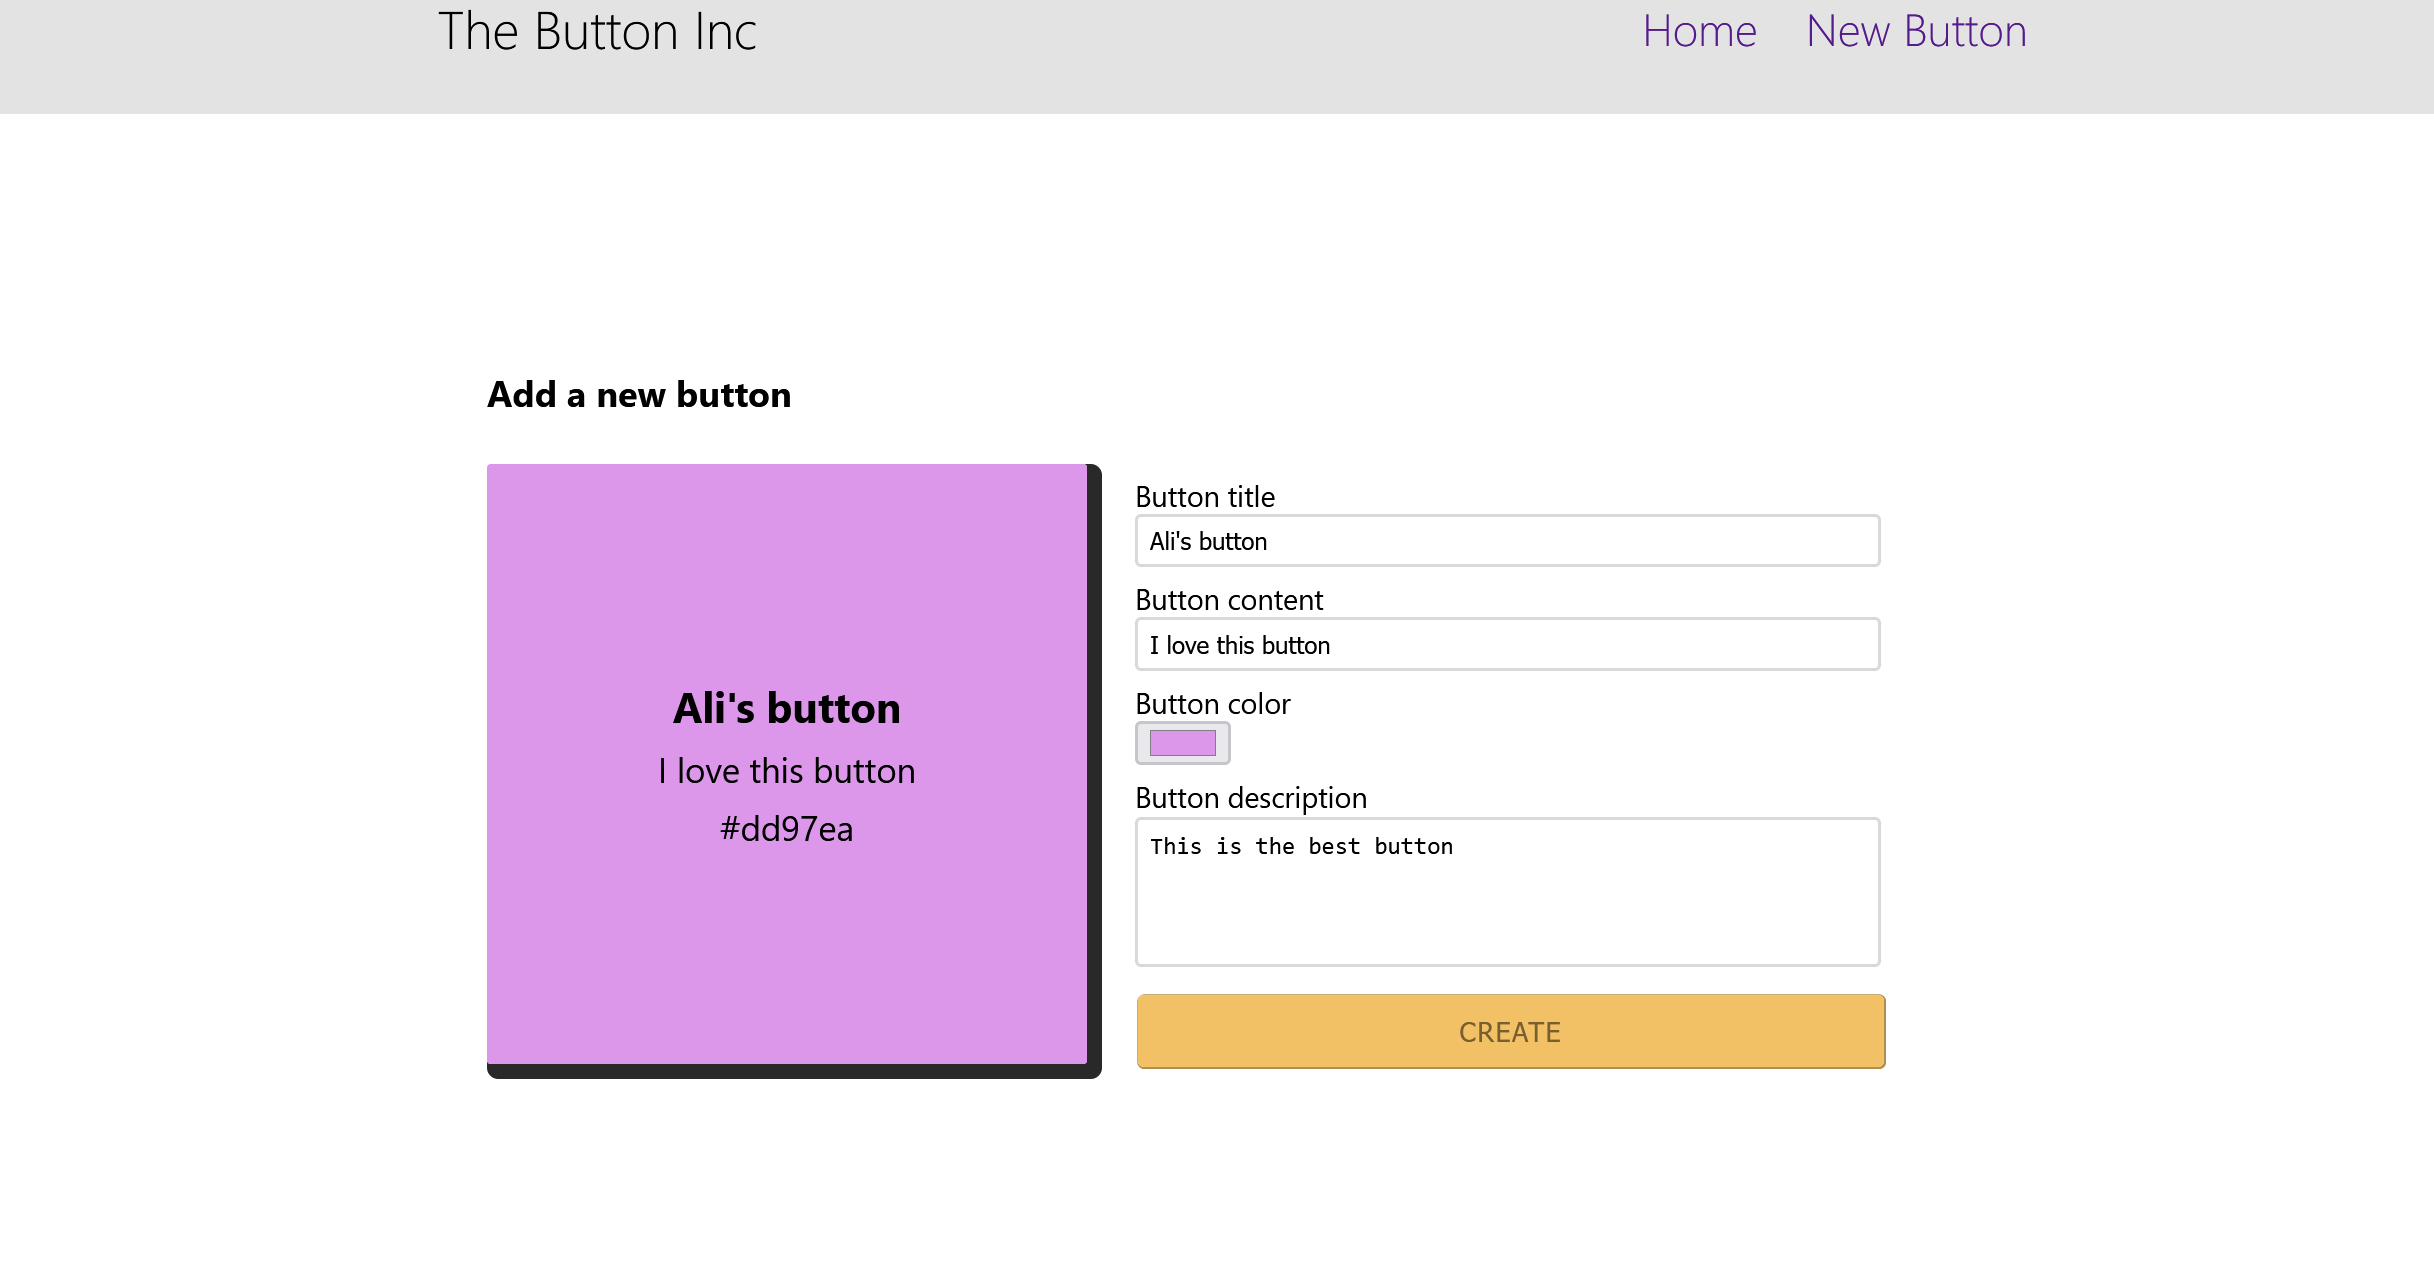 The Button Inc
Home New Button
Add a new button
Ali's button
I love this button
#dd97ea
Button title
Ali's button
Button content
I love this button
Button color
Button description
This is the best button
CREATE